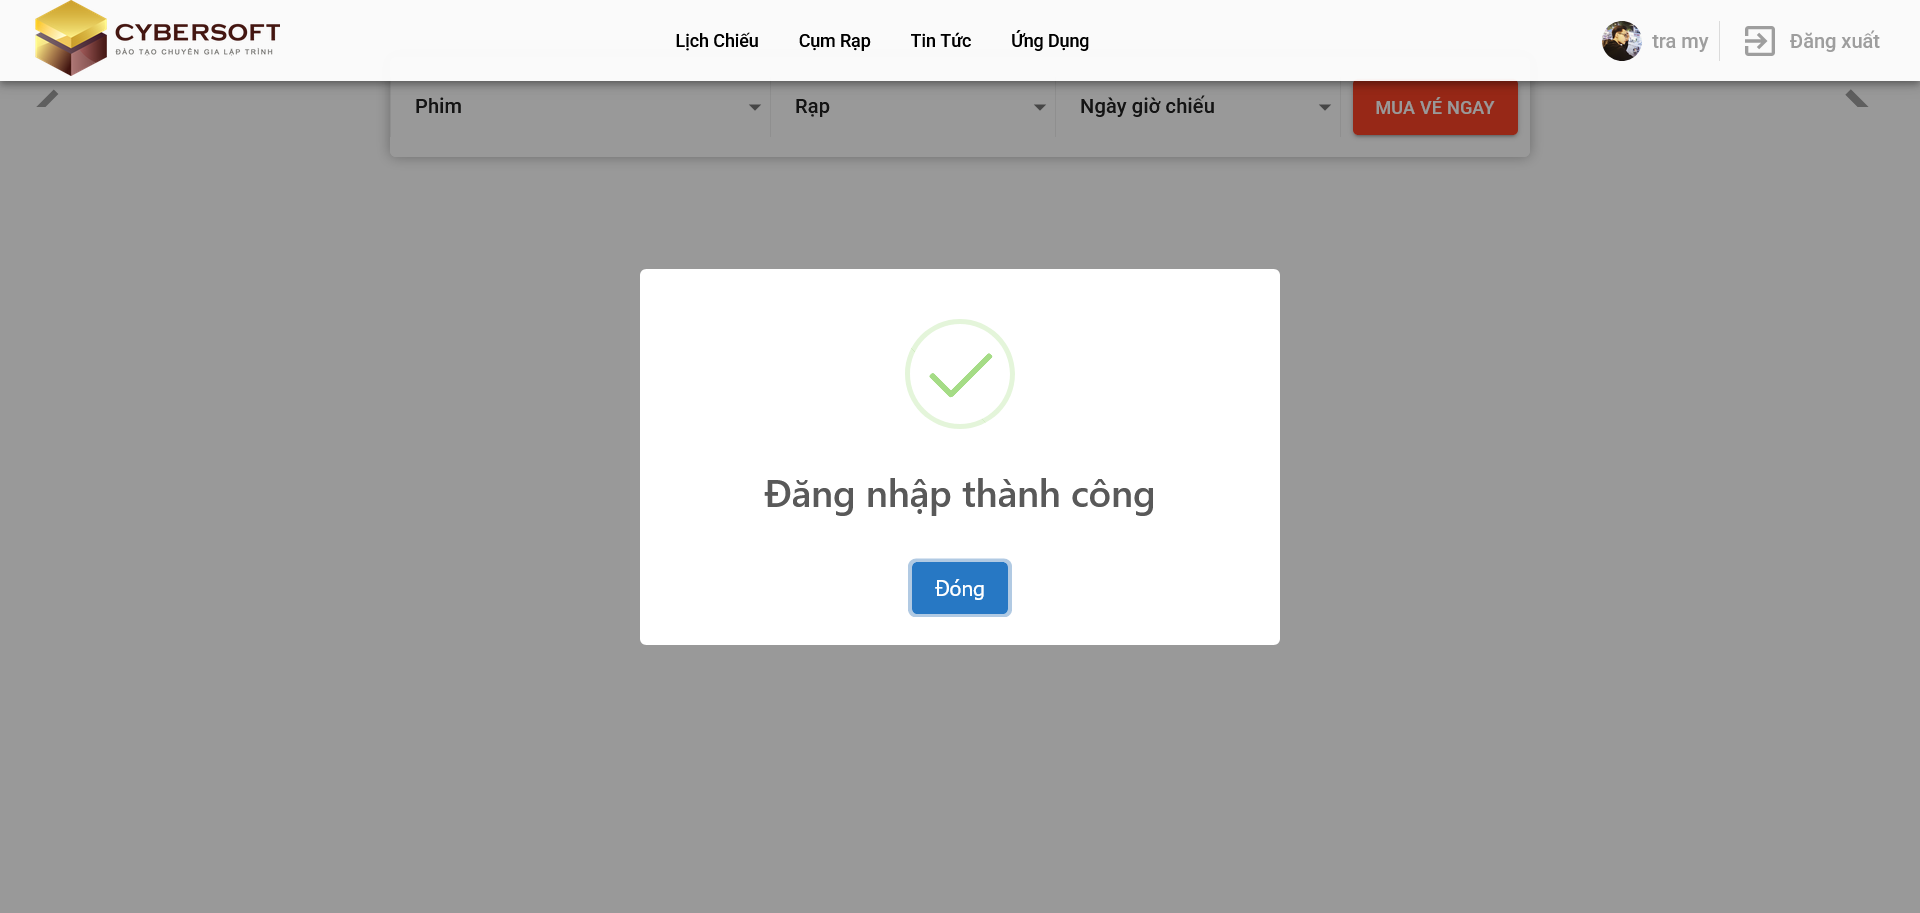 CYBERSOFT
ĐÀO TẠO CHUYÊN GIA LẬP TRÌNH
Lịch Chiếu
Cụm Rạp
Tin Tức
Ứng Dụng
tra my
Đăng xuất
Phim
Rạp
Ngày giờ chiếu
MUA VÉ NGAY
Đăng nhập thành công
Đóng